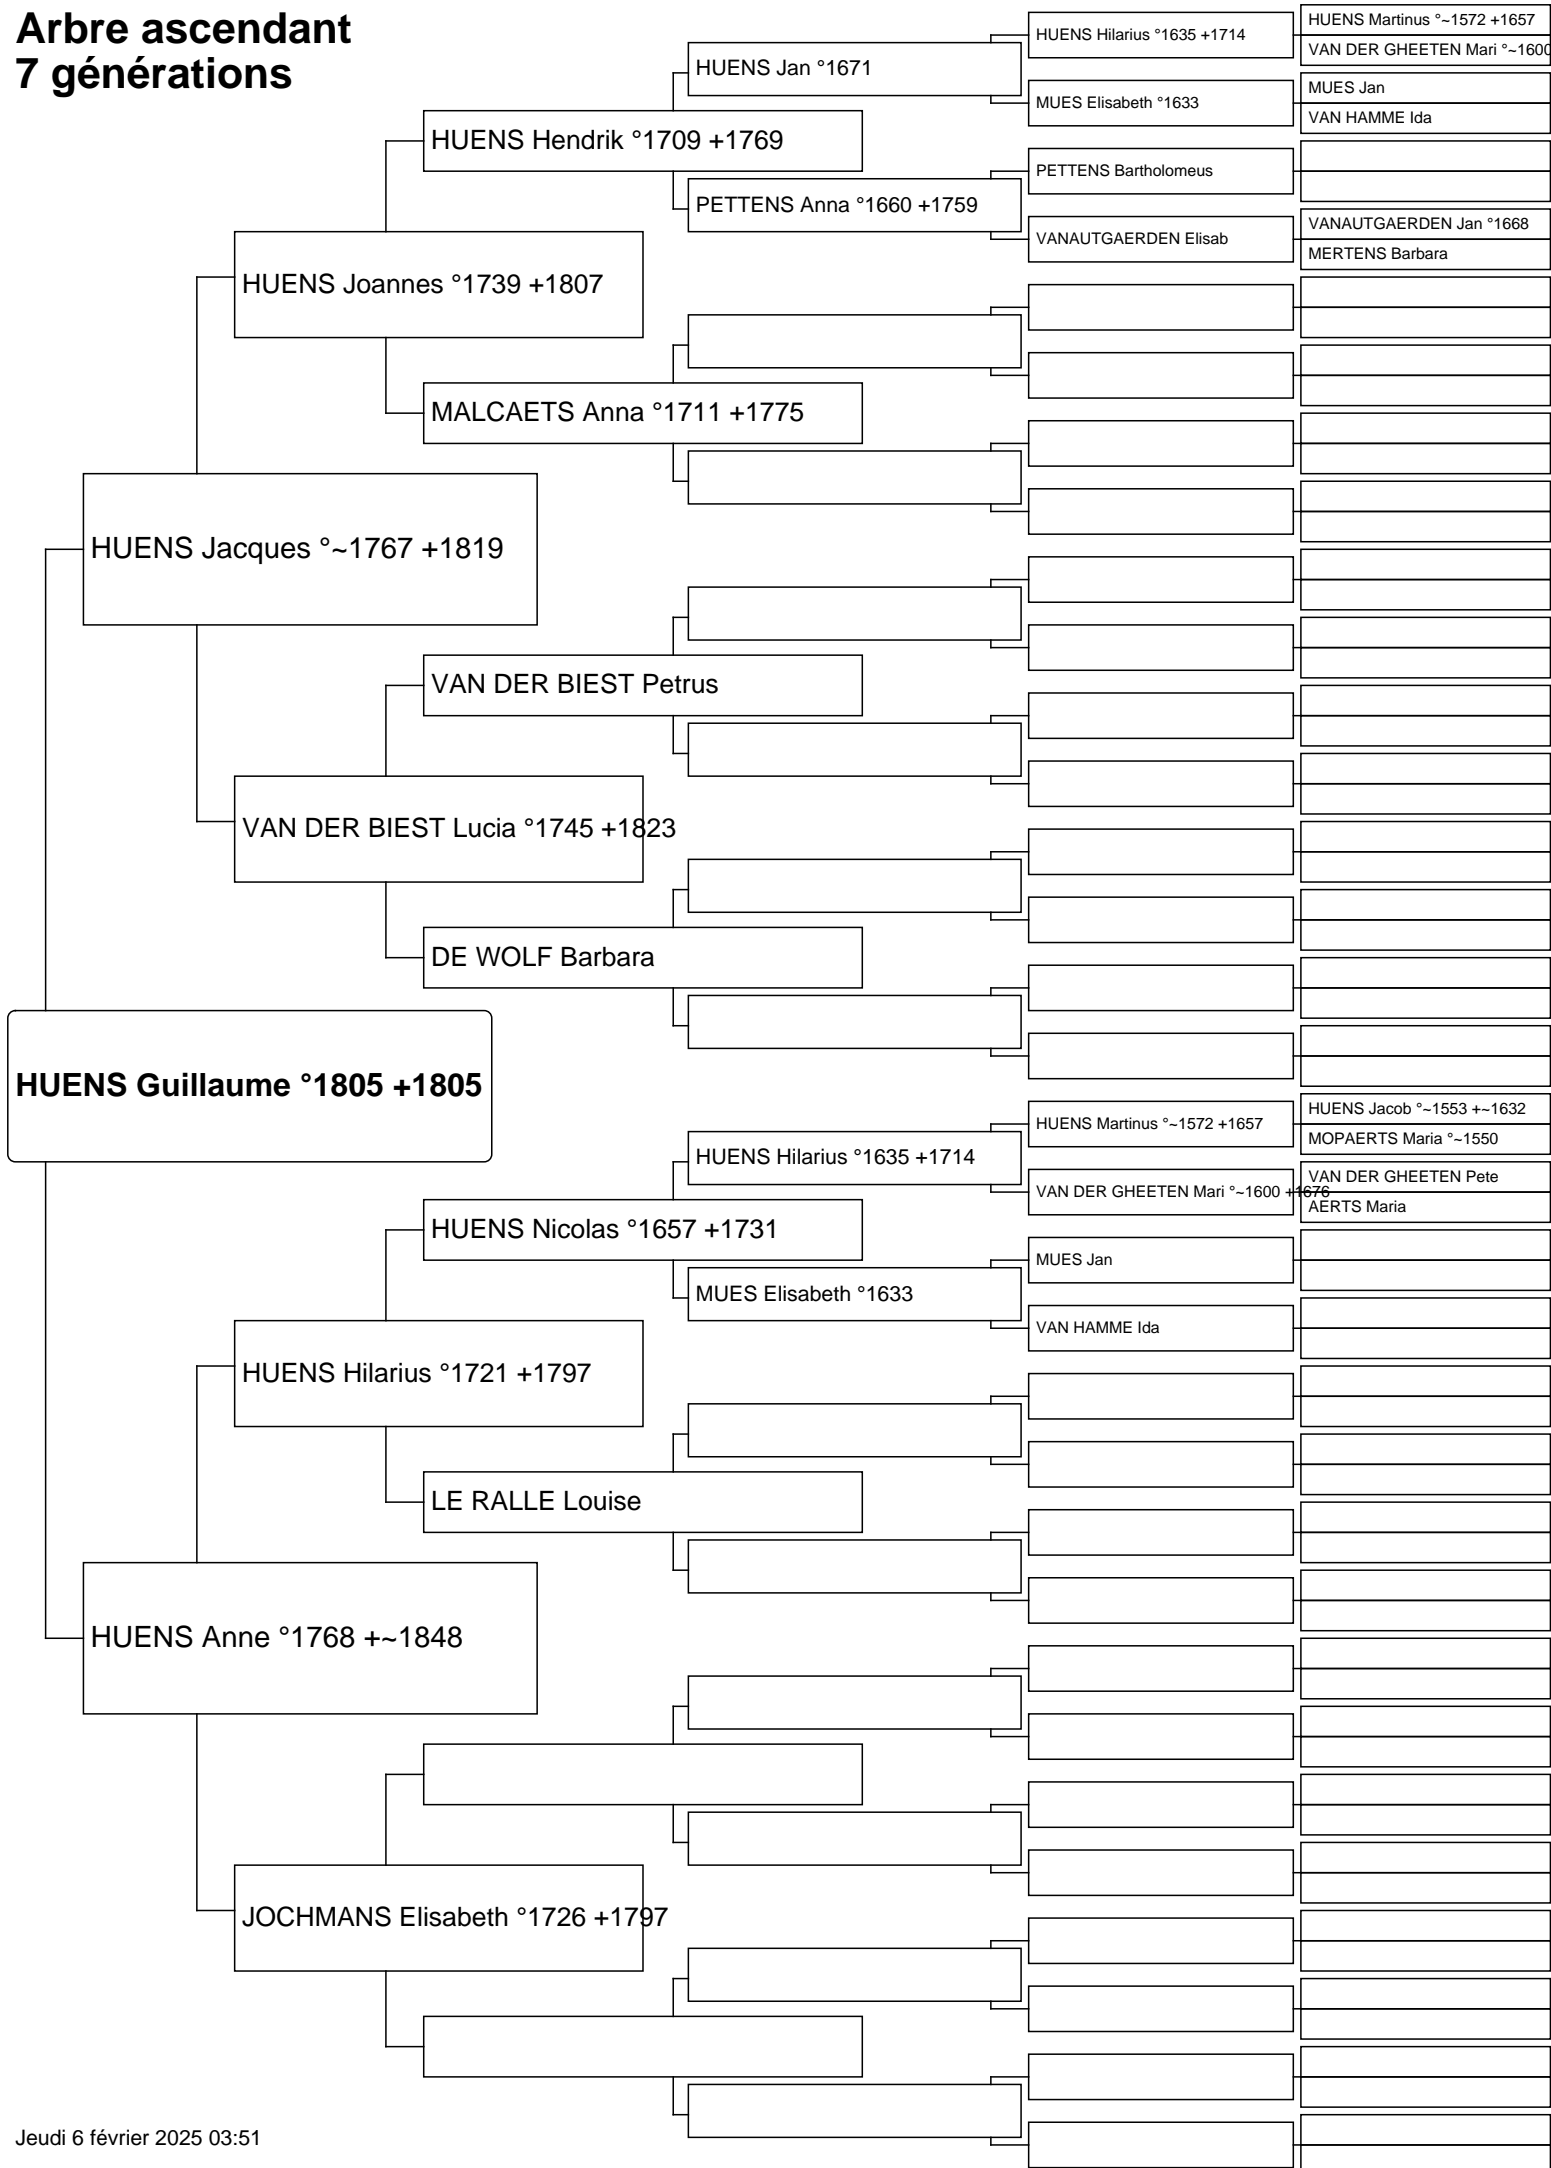 Arbre ascendant
7 générations
HUENS Hilarius °1635 +1714
HUENS Martinus °~1572 +1657
VAN DER GHEETEN Mari °~1600
HUENS Jan °1671
MUES Elisabeth °1633
MUES Jan
VAN HAMME Ida
HUENS Hendrik °1709 +1769
PETTENS Bartholomeus
PETTENS Anna °1660 +1759
VANAUTGAERDEN Elisab
VANAUTGAERDEN Jan °1668
MERTENS Barbara
HUENS Joannes °1739 +1807
MALCAETS Anna °1711 +1775
HUENS Jacques °~1767 +1819
VAN DER BIEST Petrus
VAN DER BIEST Lucia °1745 +1823
DE WOLF Barbara
HUENS Guillaume °1805 +1805
HUENS Martinus °~1572 +1657
HUENS Jacob °~1553 +~1632
MOPAERTS Maria °~1550
HUENS Hilarius °1635 +1714
VAN DER GHEETEN Mari °~1600 +1676
VAN DER GHEETEN Pete
AERTS Maria
HUENS Nicolas °1657 +1731
MUES Jan
MUES Elisabeth °1633
VAN HAMME Ida
HUENS Hilarius °1721 +1797
LE RALLE Louise
HUENS Anne °1768 +~1848
JOCHMANS Elisabeth °1726 +1797
Jeudi 6 février 2025 03:51